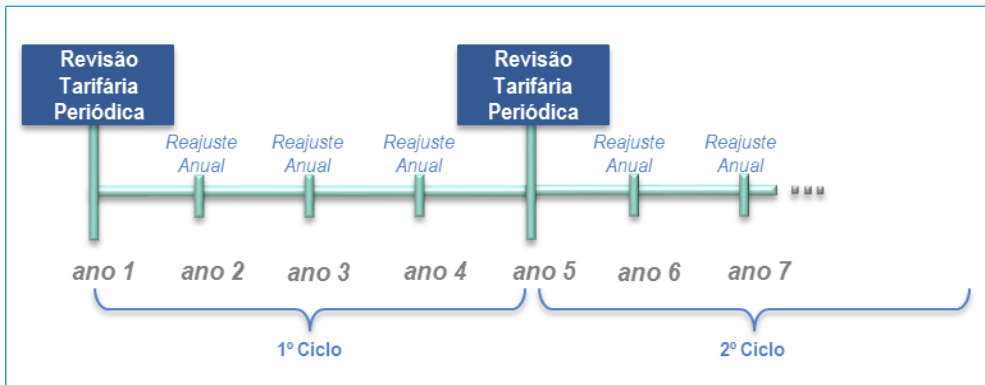 Revisão
Tarifária
Periódica
Revisão
Tarifária
Periódica
Reajuste
Anual
Reajuste
Anual
Reajuste
Anual
Reajuste
Anual
Reajuste
Anual
ano 1
ano 2
ano 3
ano 4
ano 5
ano 6
ano 7
1º Ciclo
2º Ciclo